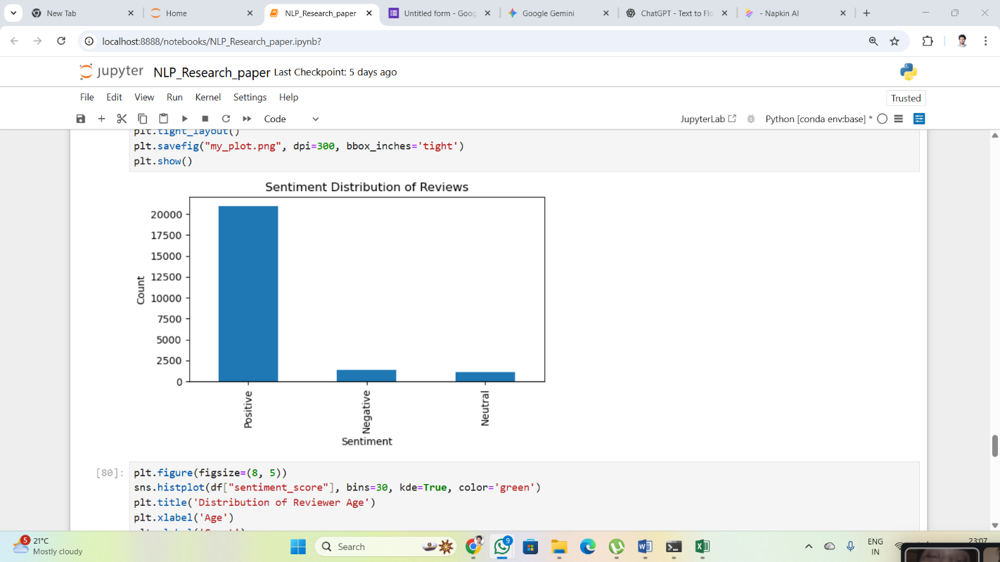 New Tab
Home
NLP_Research_paper
Untitled form - Goog
Google Gemini
ChatGPT - Text to Flo
- Napkin AI
localhost:8888/notebooks/NLP_Research_paper.ipynb?
jupyter NLP_Research_paper Last Checkpoint: 5 days ago
File Edit View Run Kernel Settings Help
Trusted
Code
JupyterLab
Python [conda env:base] *
plt.tight_layout()
plt.savefig("my_plot.png", dpi=300, bbox_inches='tight')
plt.show()
Sentiment Distribution of Reviews
20000
17500
15000
12500
10000
7500
5000
2500
0
Count
Positive
Negative
Neutral
Sentiment
[80]:
plt.figure(figsize=(8, 5))
sns.histplot(df["sentiment_score"], bins=30, kde=True, color='green')
plt.title('Distribution of Reviewer Age')
plt.xlabel('Age')
5
21°C
Mostly cloudy
Search
9
ENG
IN
23:07